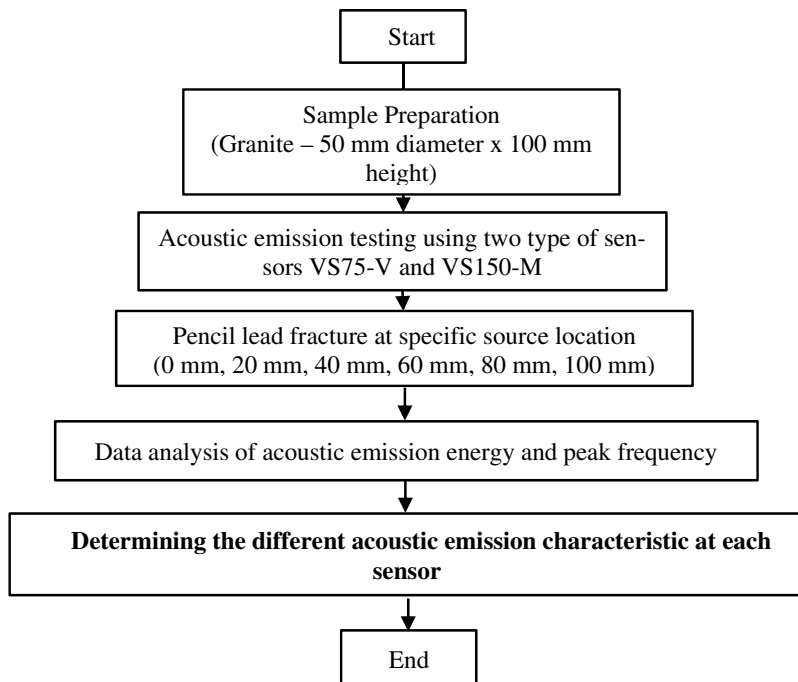 Start
Sample Preparation
(Granite – 50 mm diameter x 100 mm
height)
Acoustic emission testing using two type of sen-
sors VS75-V and VS150-M
Pencil lead fracture at specific source location
(0 mm, 20 mm, 40 mm, 60 mm, 80 mm, 100 mm)
Data analysis of acoustic emission energy and peak frequency
Determining the different acoustic emission characteristic at each
sensor
End